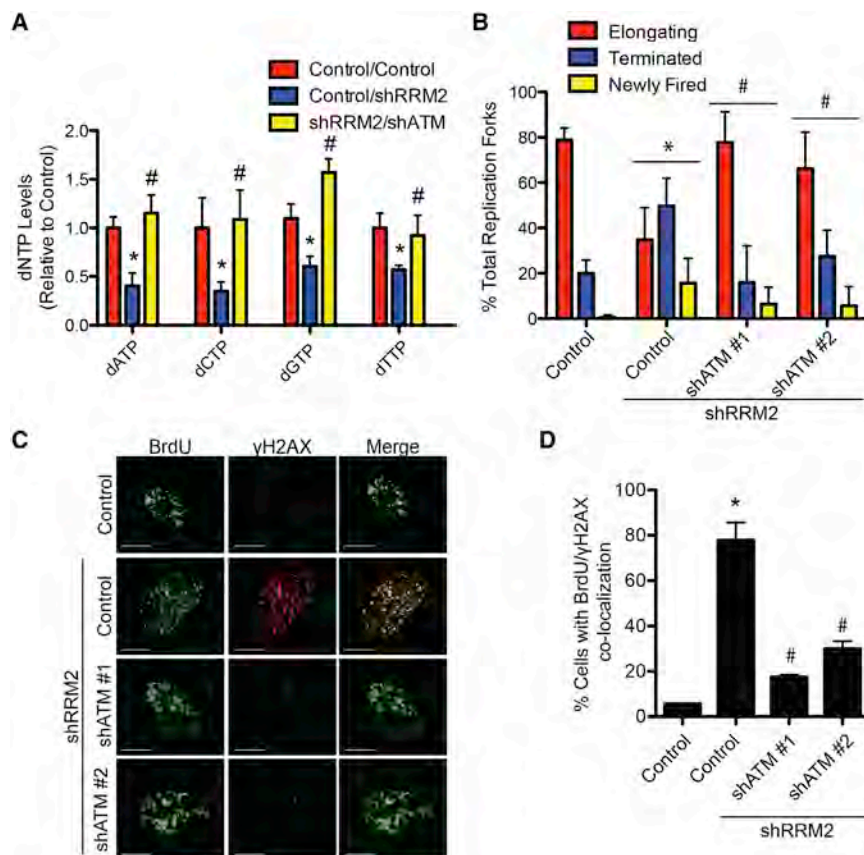 A
Control/Control
Control/shRRM2
shRRM2/shATM
dNTP Levels
(Relative to Control)
2.0
1.5
1.0
0.5
0.0
*
#
*
#
*
#
*
#
dATP
dCTP
dGTP
dTTP
B
Elongating
Terminated
Newly Fired
% Total Replication Forks
100
80
60
40
20
0
*
#
#
Control
Control
shATM #1
shATM #2
shRRM2
C
BrdU
γH2AX
Merge
Control
Control
shATM #1
shATM #2
shRRM2
D
% Cells with BrdU/γH2AX
co-localization
100
80
60
40
20
0
*
#
#
Control
Control
shATM #1
shATM #2
shRRM2